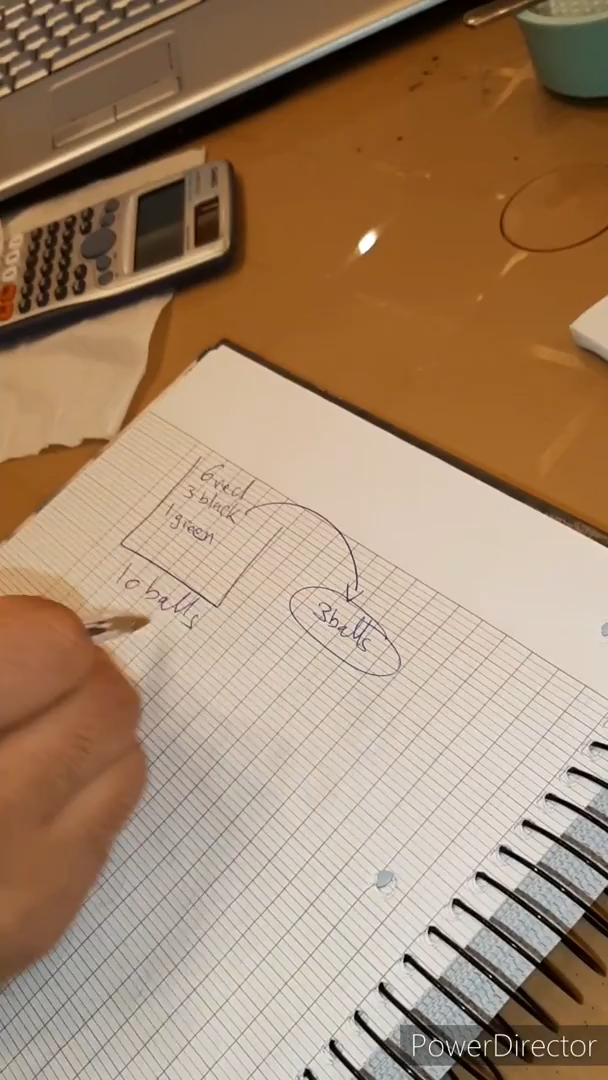 6 red
3 black
1 green
10 balls
3 balls
PowerDirector